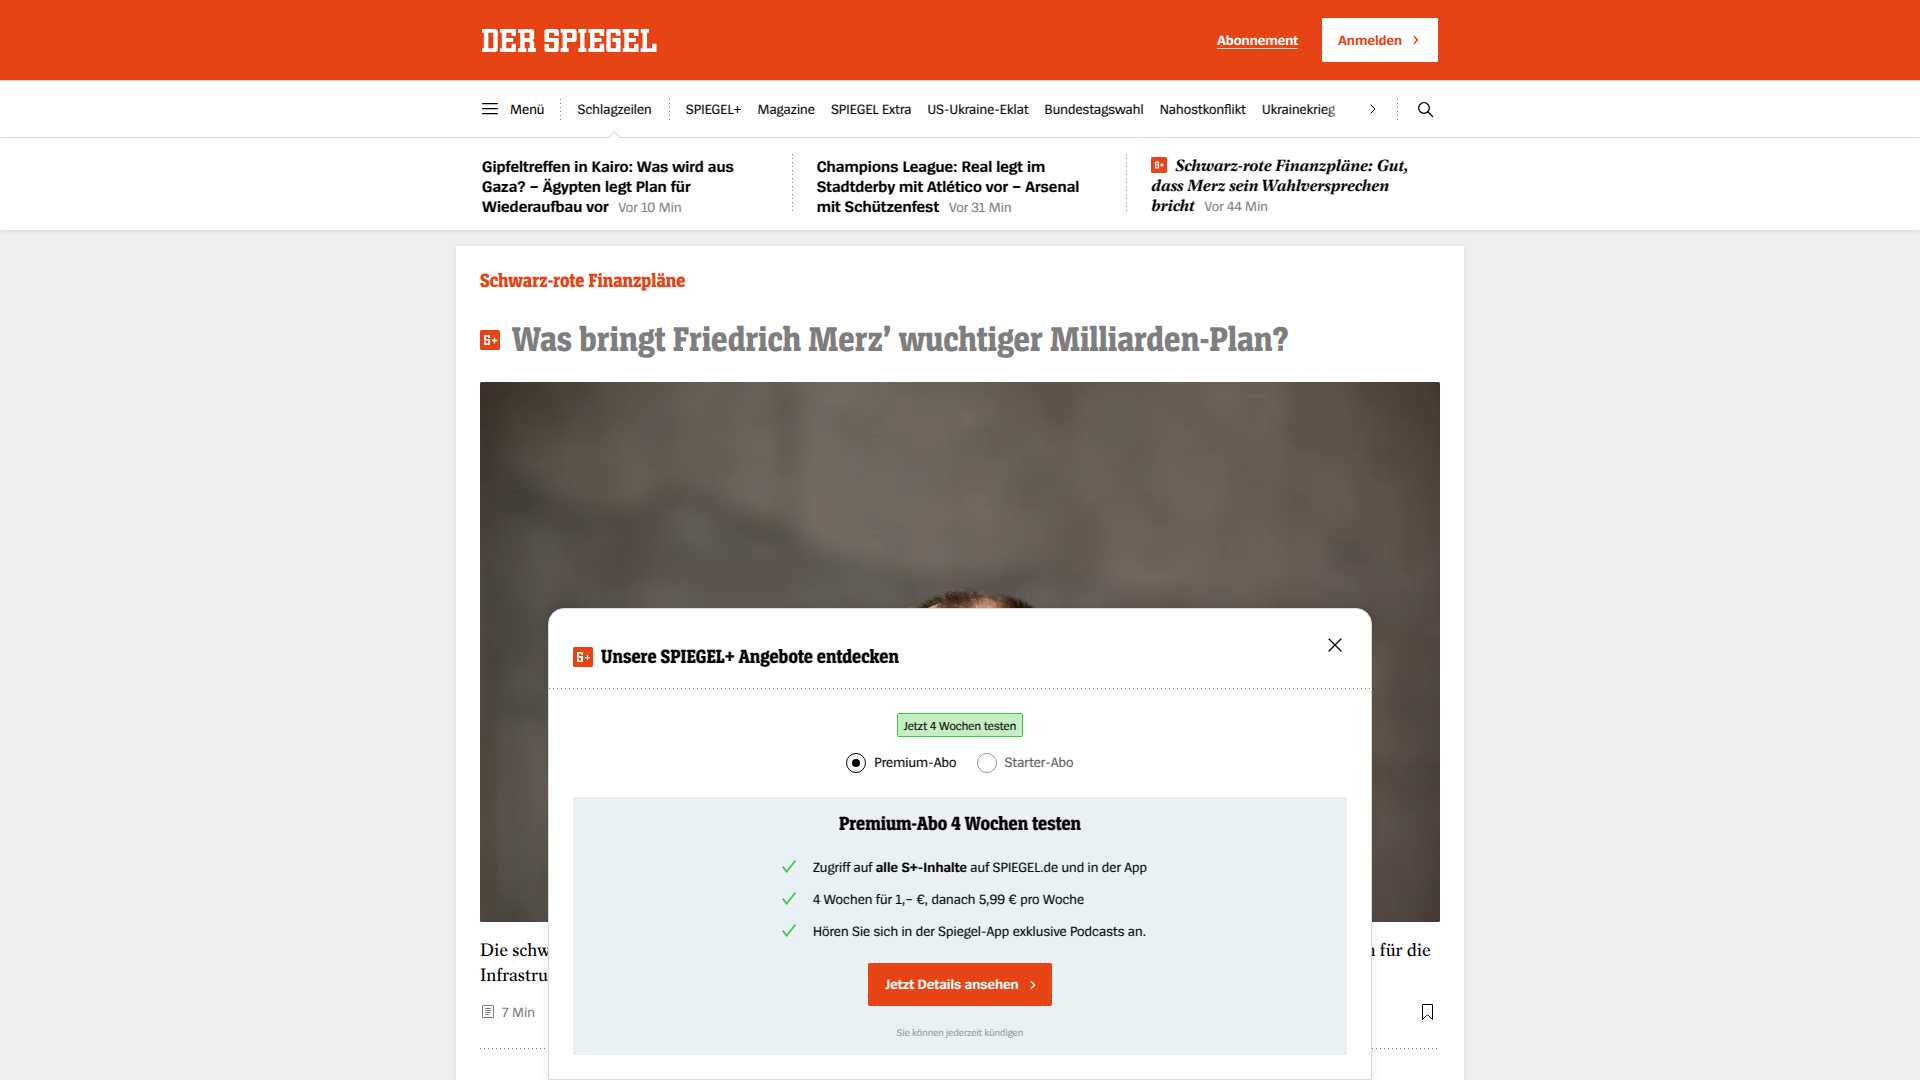 DER SPIEGEL
Abonnement
Anmelden
Menü
Schlagzeilen
SPIEGEL+
Magazine
SPIEGEL Extra
US-Ukraine-Eklat
Bundestagswahl
Nahostkonflikt
Ukrainekrieg
Gipfeltreffen in Kairo: Was wird aus
Gaza? – Ägypten legt Plan für
Wiederaufbau vor Vor 10 Min
Champions League: Real legt im
Stadtderby mit Atlético vor – Arsenal
mit Schützenfest Vor 31 Min
S+ Schwarz-rote Finanzpläne: Gut,
dass Merz sein Wahlversprechen
bricht Vor 44 Min
Schwarz-rote Finanzpläne
S+ Was bringt Friedrich Merz’ wuchtiger Milliarden-Plan?
S+ Unsere SPIEGEL+ Angebote entdecken
Jetzt 4 Wochen testen
Premium-Abo
Starter-Abo
Premium-Abo 4 Wochen testen
Zugriff auf alle S+-Inhalte auf SPIEGEL.de und in der App
4 Wochen für 1,– €, danach 5,99 € pro Woche
Hören Sie sich in der Spiegel-App exklusive Podcasts an.
Jetzt Details ansehen
Sie können jederzeit kündigen
Die
für die
7 Min